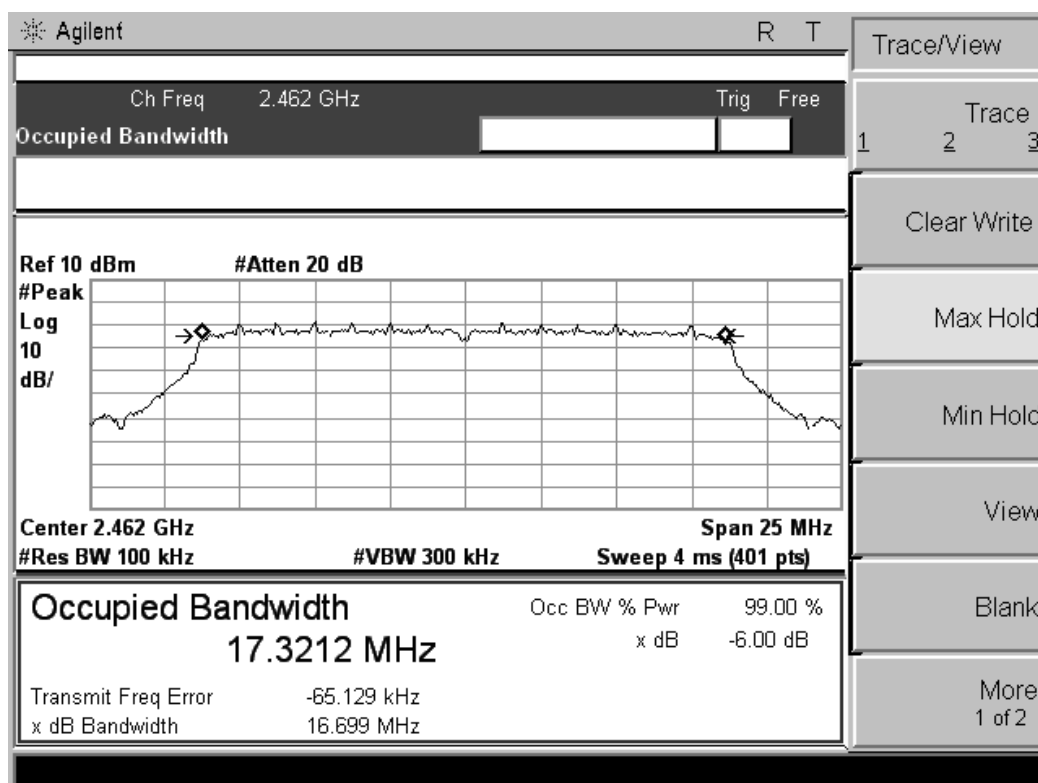 Agilent R T
Trace/View
Ch Freq 2.462 GHz Trig Free
Occupied Bandwidth
Trace
1 2 3
Clear Write
Ref 10 dBm #Atten 20 dB
#Peak
Log
10
dB/
Max Hold
Min Hold
View
Center 2.462 GHz Span 25 MHz
#Res BW 100 kHz #VBW 300 kHz Sweep 4 ms (401 pts)
Occupied Bandwidth
17.3212 MHz
Occ BW % Pwr 99.00 %
x dB -6.00 dB
Transmit Freq Error -65.129 kHz
x dB Bandwidth 16.699 MHz
Blank
More
1 of 2